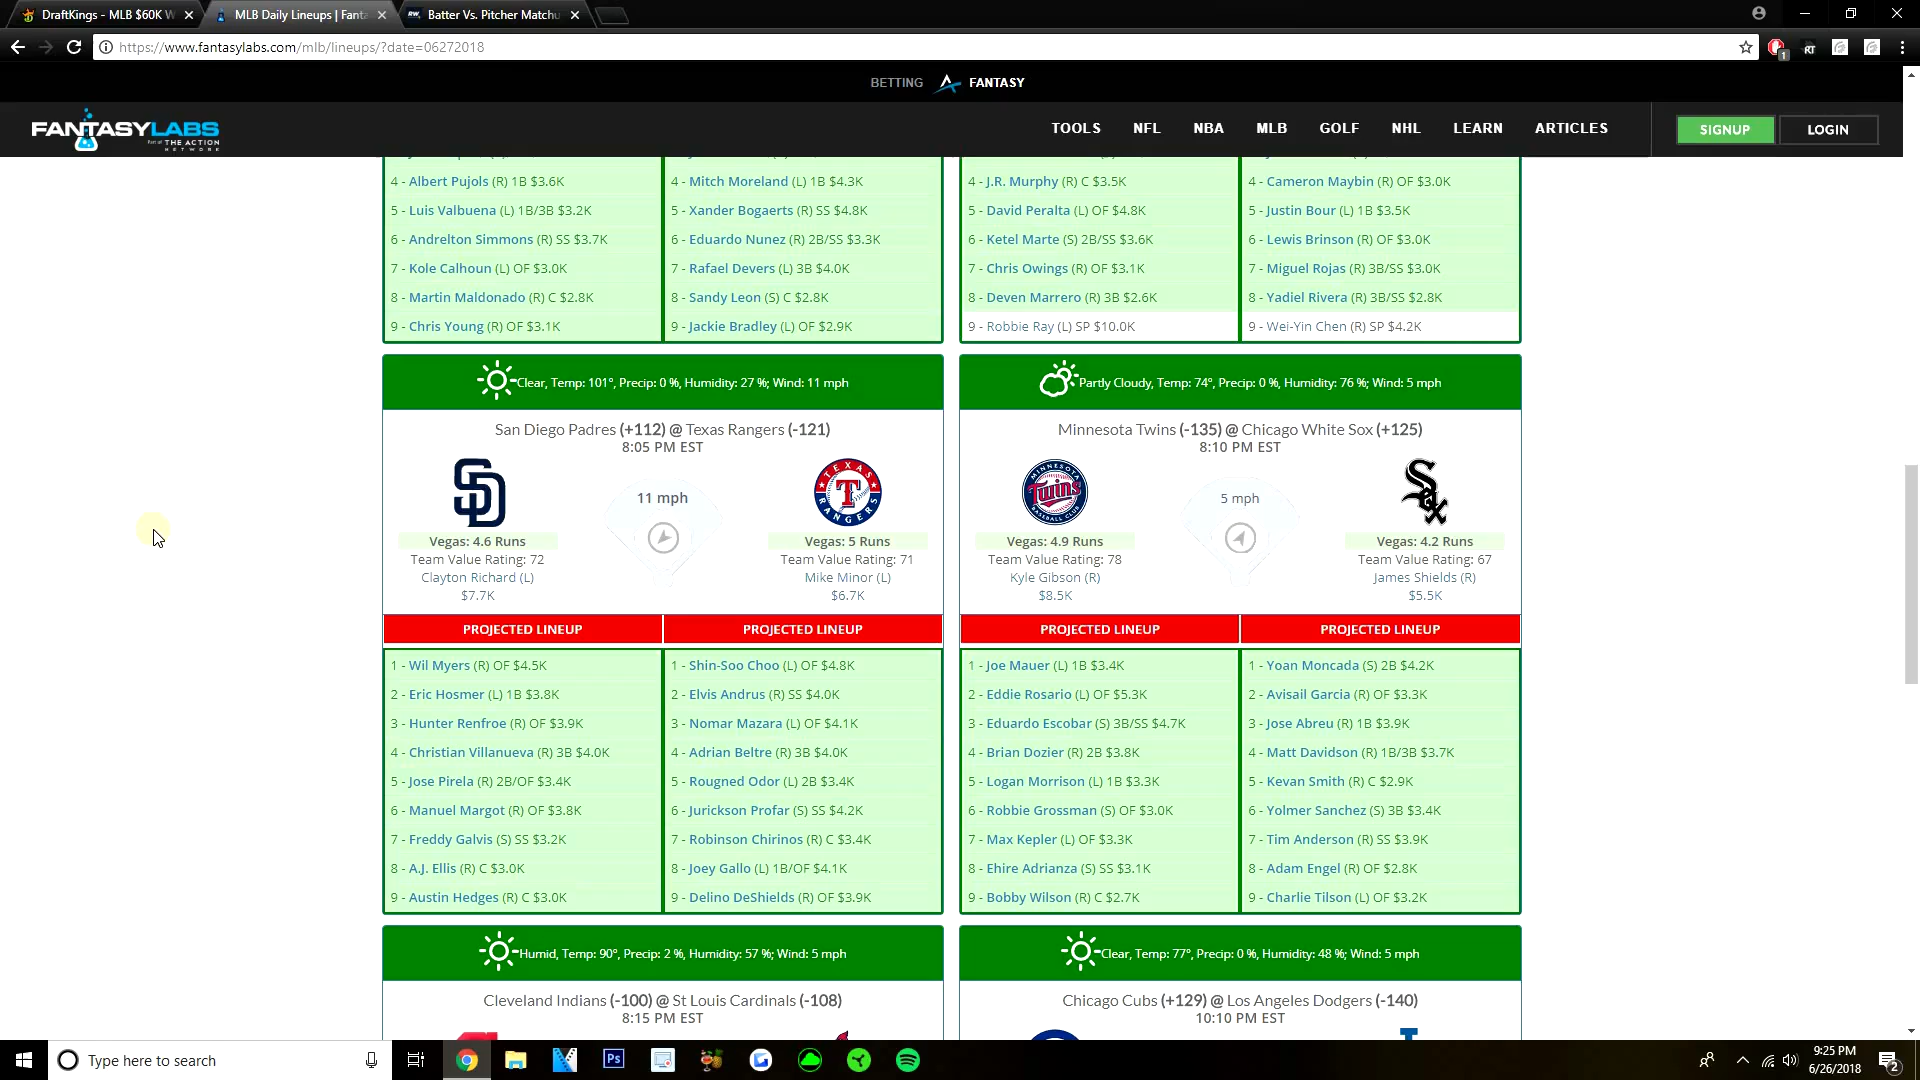 DraftKings - MLB $60K W
MLB Daily Lineups | Fanta
Batter Vs. Pitcher Matchu
https://www.fantasylabs.com/mlb/lineups/?date=06272018
BETTING FANTASY
FANTASYLABS
Part of THE ACTION NETWORK
TOOLS NFL NBA MLB GOLF NHL LEARN ARTICLES SIGNUP LOGIN
4 - Albert Pujols (R) 1B $3.6K
5 - Luis Valbuena (L) 1B/3B $3.2K
6 - Andrelton Simmons (R) SS $3.7K
7 - Kole Calhoun (L) OF $3.0K
8 - Martin Maldonado (R) C $2.8K
9 - Chris Young (R) OF $3.1K
4 - Mitch Moreland (L) 1B $4.3K
5 - Xander Bogaerts (R) SS $4.8K
6 - Eduardo Nunez (R) 2B/SS $3.3K
7 - Rafael Devers (L) 3B $4.0K
8 - Sandy Leon (S) C $2.8K
9 - Jackie Bradley (L) OF $2.9K
4 - J.R. Murphy (R) C $3.5K
5 - David Peralta (L) OF $4.8K
6 - Ketel Marte (S) 2B/SS $3.6K
7 - Chris Owings (R) OF $3.1K
8 - Deven Marrero (R) 3B $2.6K
9 - Robbie Ray (L) SP $10.0K
4 - Cameron Maybin (R) OF $3.0K
5 - Justin Bour (L) 1B $3.5K
6 - Lewis Brinson (R) OF $3.0K
7 - Miguel Rojas (R) 3B/SS $3.0K
8 - Yadiel Rivera (R) 3B/SS $2.8K
9 - Wei-Yin Chen (R) SP $4.2K
Clear, Temp: 101°, Precip: 0 %, Humidity: 27 %; Wind: 11 mph
San Diego Padres (+112) @ Texas Rangers (-121)
8:05 PM EST
SD
11 mph
TEXAS RANGERS T
Vegas: 4.6 Runs
Team Value Rating: 72
Clayton Richard (L)
$7.7K
Vegas: 5 Runs
Team Value Rating: 71
Mike Minor (L)
$6.7K
PROJECTED LINEUP
1 - Wil Myers (R) OF $4.5K
2 - Eric Hosmer (L) 1B $3.8K
3 - Hunter Renfroe (R) OF $3.9K
4 - Christian Villanueva (R) 3B $4.0K
5 - Jose Pirela (R) 2B/OF $3.4K
6 - Manuel Margot (R) OF $3.8K
7 - Freddy Galvis (S) SS $3.2K
8 - A.J. Ellis (R) C $3.0K
9 - Austin Hedges (R) C $3.0K
PROJECTED LINEUP
1 - Shin-Soo Choo (L) OF $4.8K
2 - Elvis Andrus (R) SS $4.0K
3 - Nomar Mazara (L) OF $4.1K
4 - Adrian Beltre (R) 3B $4.0K
5 - Rougned Odor (L) 2B $3.4K
6 - Jurickson Profar (S) SS $4.2K
7 - Robinson Chirinos (R) C $3.4K
8 - Joey Gallo (L) 1B/OF $4.1K
9 - Delino DeShields (R) OF $3.9K
Partly Cloudy, Temp: 74°, Precip: 0 %, Humidity: 76 %; Wind: 5 mph
Minnesota Twins (-135) @ Chicago White Sox (+125)
8:10 PM EST
MINNESOTA Twins BASEBALL CLUB
5 mph
Sox
Vegas: 4.9 Runs
Team Value Rating: 78
Kyle Gibson (R)
$8.5K
Vegas: 4.2 Runs
Team Value Rating: 67
James Shields (R)
$5.5K
PROJECTED LINEUP
1 - Joe Mauer (L) 1B $3.4K
2 - Eddie Rosario (L) OF $5.3K
3 - Eduardo Escobar (S) 3B/SS $4.7K
4 - Brian Dozier (R) 2B $3.8K
5 - Logan Morrison (L) 1B $3.3K
6 - Robbie Grossman (S) OF $3.0K
7 - Max Kepler (L) OF $3.3K
8 - Ehire Adrianza (S) SS $3.1K
9 - Bobby Wilson (R) C $2.7K
PROJECTED LINEUP
1 - Yoan Moncada (S) 2B $4.2K
2 - Avisail Garcia (R) OF $3.3K
3 - Jose Abreu (R) 1B $3.9K
4 - Matt Davidson (R) 1B/3B $3.7K
5 - Kevan Smith (R) C $2.9K
6 - Yolmer Sanchez (S) 3B $3.4K
7 - Tim Anderson (R) SS $3.9K
8 - Adam Engel (R) OF $2.8K
9 - Charlie Tilson (L) OF $3.2K
Humid, Temp: 90°, Precip: 2 %, Humidity: 57 %; Wind: 5 mph
Cleveland Indians (-100) @ St Louis Cardinals (-108)
8:15 PM EST
Clear, Temp: 77°, Precip: 0 %, Humidity: 48 %; Wind: 5 mph
Chicago Cubs (+129) @ Los Angeles Dodgers (-140)
10:10 PM EST
Type here to search
Ps
9:25 PM
6/26/2018
2